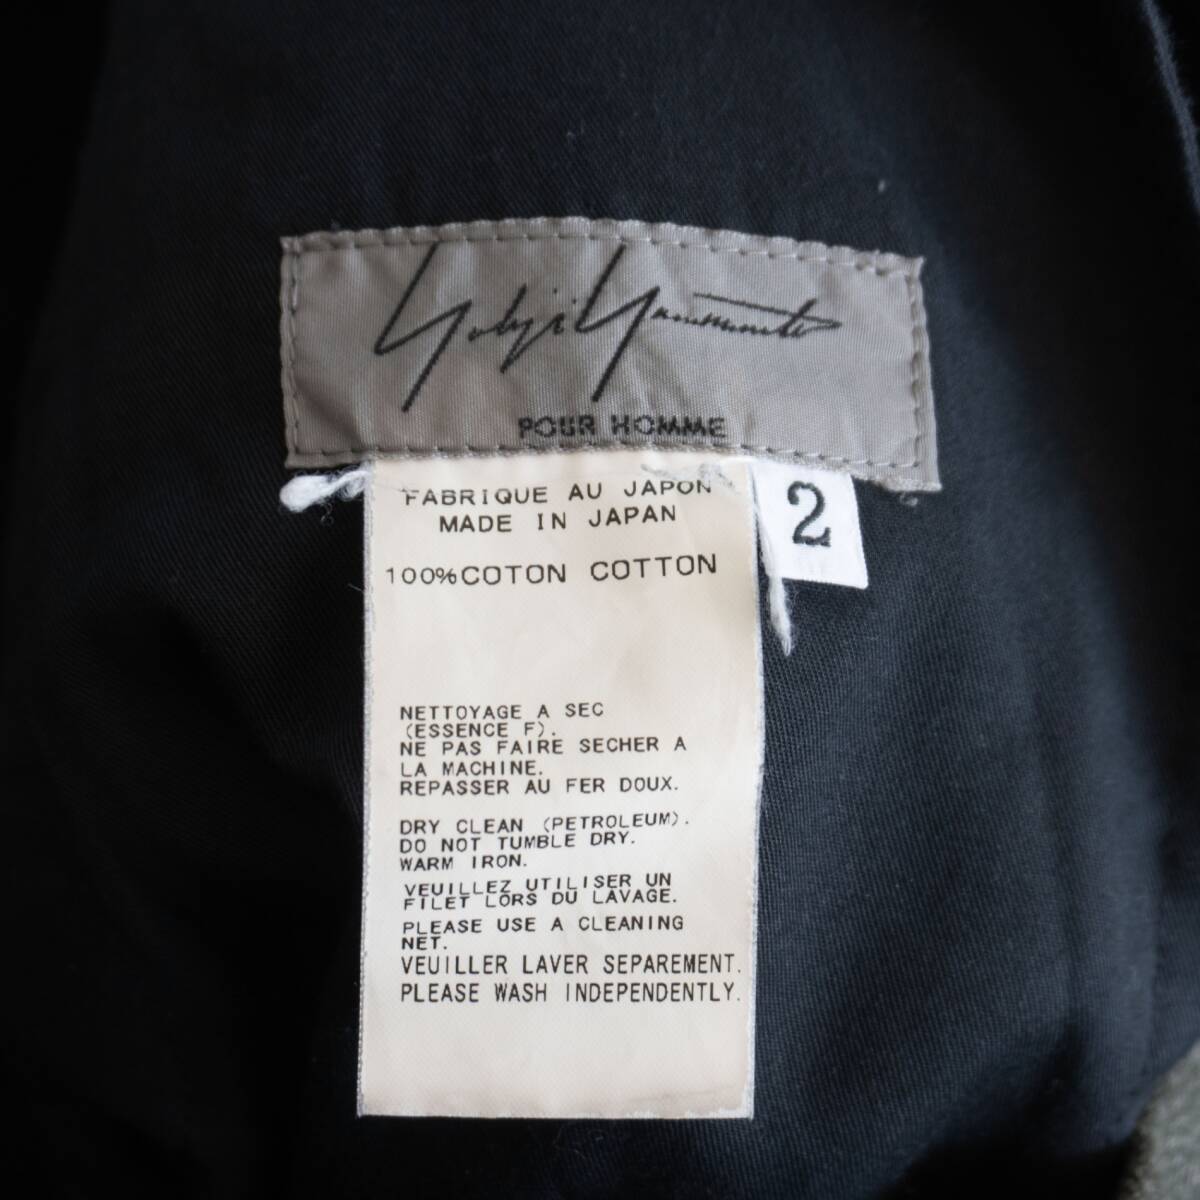 Yohji Yamamoto
POUR HOMME
2
FABRIQUE AU JAPON
MADE IN JAPAN
100%COTON COTTON
NETTOYAGE A SEC
(ESSENCE F).
NE PAS FAIRE SECHER A
LA MACHINE.
REPASSER AU FER DOUX.
DRY CLEAN (PETROLEUM).
DO NOT TUMBLE DRY.
WARM IRON.
VEUILLEZ UTILISER UN
FILET LORS DU LAVAGE.
PLEASE USE A CLEANING
NET.
VEUILLER LAVER SEPAREMENT.
PLEASE WASH INDEPENDENTLY.